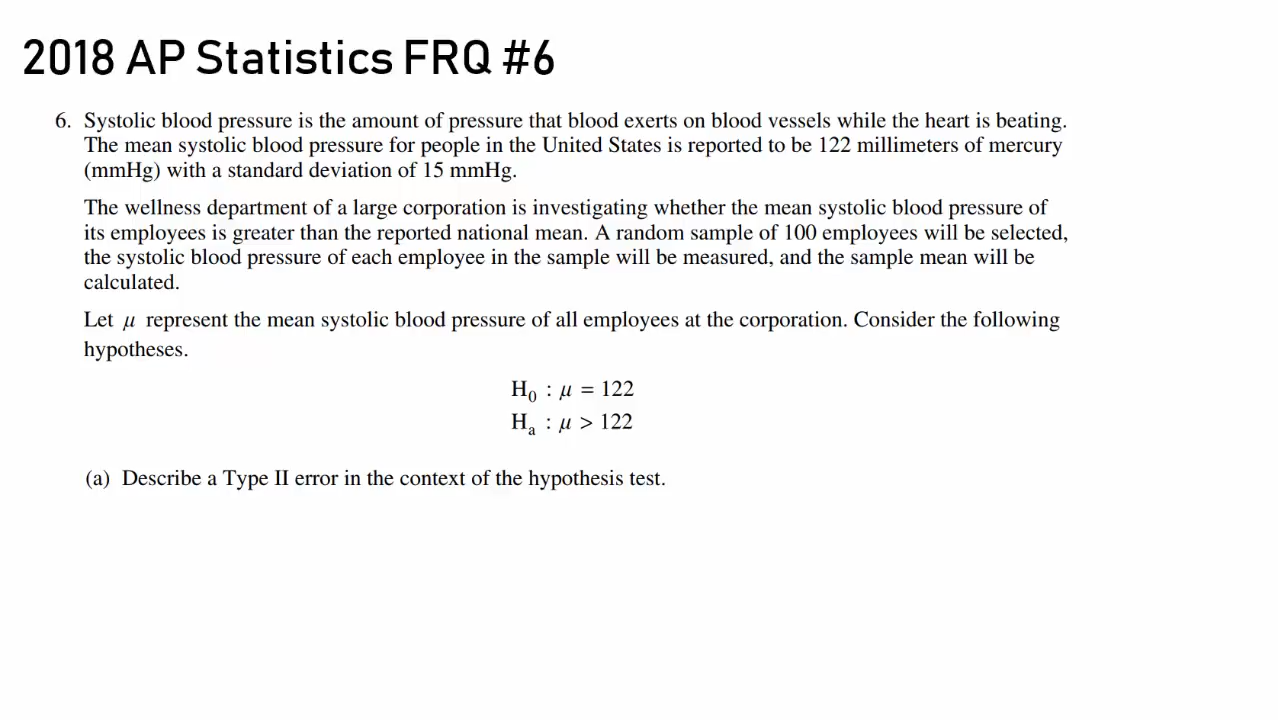 2018 AP Statistics FRQ #6
6. Systolic blood pressure is the amount of pressure that blood exerts on blood vessels while the heart is beating.
The mean systolic blood pressure for people in the United States is reported to be 122 millimeters of mercury
(mmHg) with a standard deviation of 15 mmHg.
The wellness department of a large corporation is investigating whether the mean systolic blood pressure of
its employees is greater than the reported national mean. A random sample of 100 employees will be selected,
the systolic blood pressure of each employee in the sample will be measured, and the sample mean will be
calculated.
Let μ represent the mean systolic blood pressure of all employees at the corporation. Consider the following
hypotheses.
H₀ : μ = 122
Hₐ : μ > 122
(a) Describe a Type II error in the context of the hypothesis test.